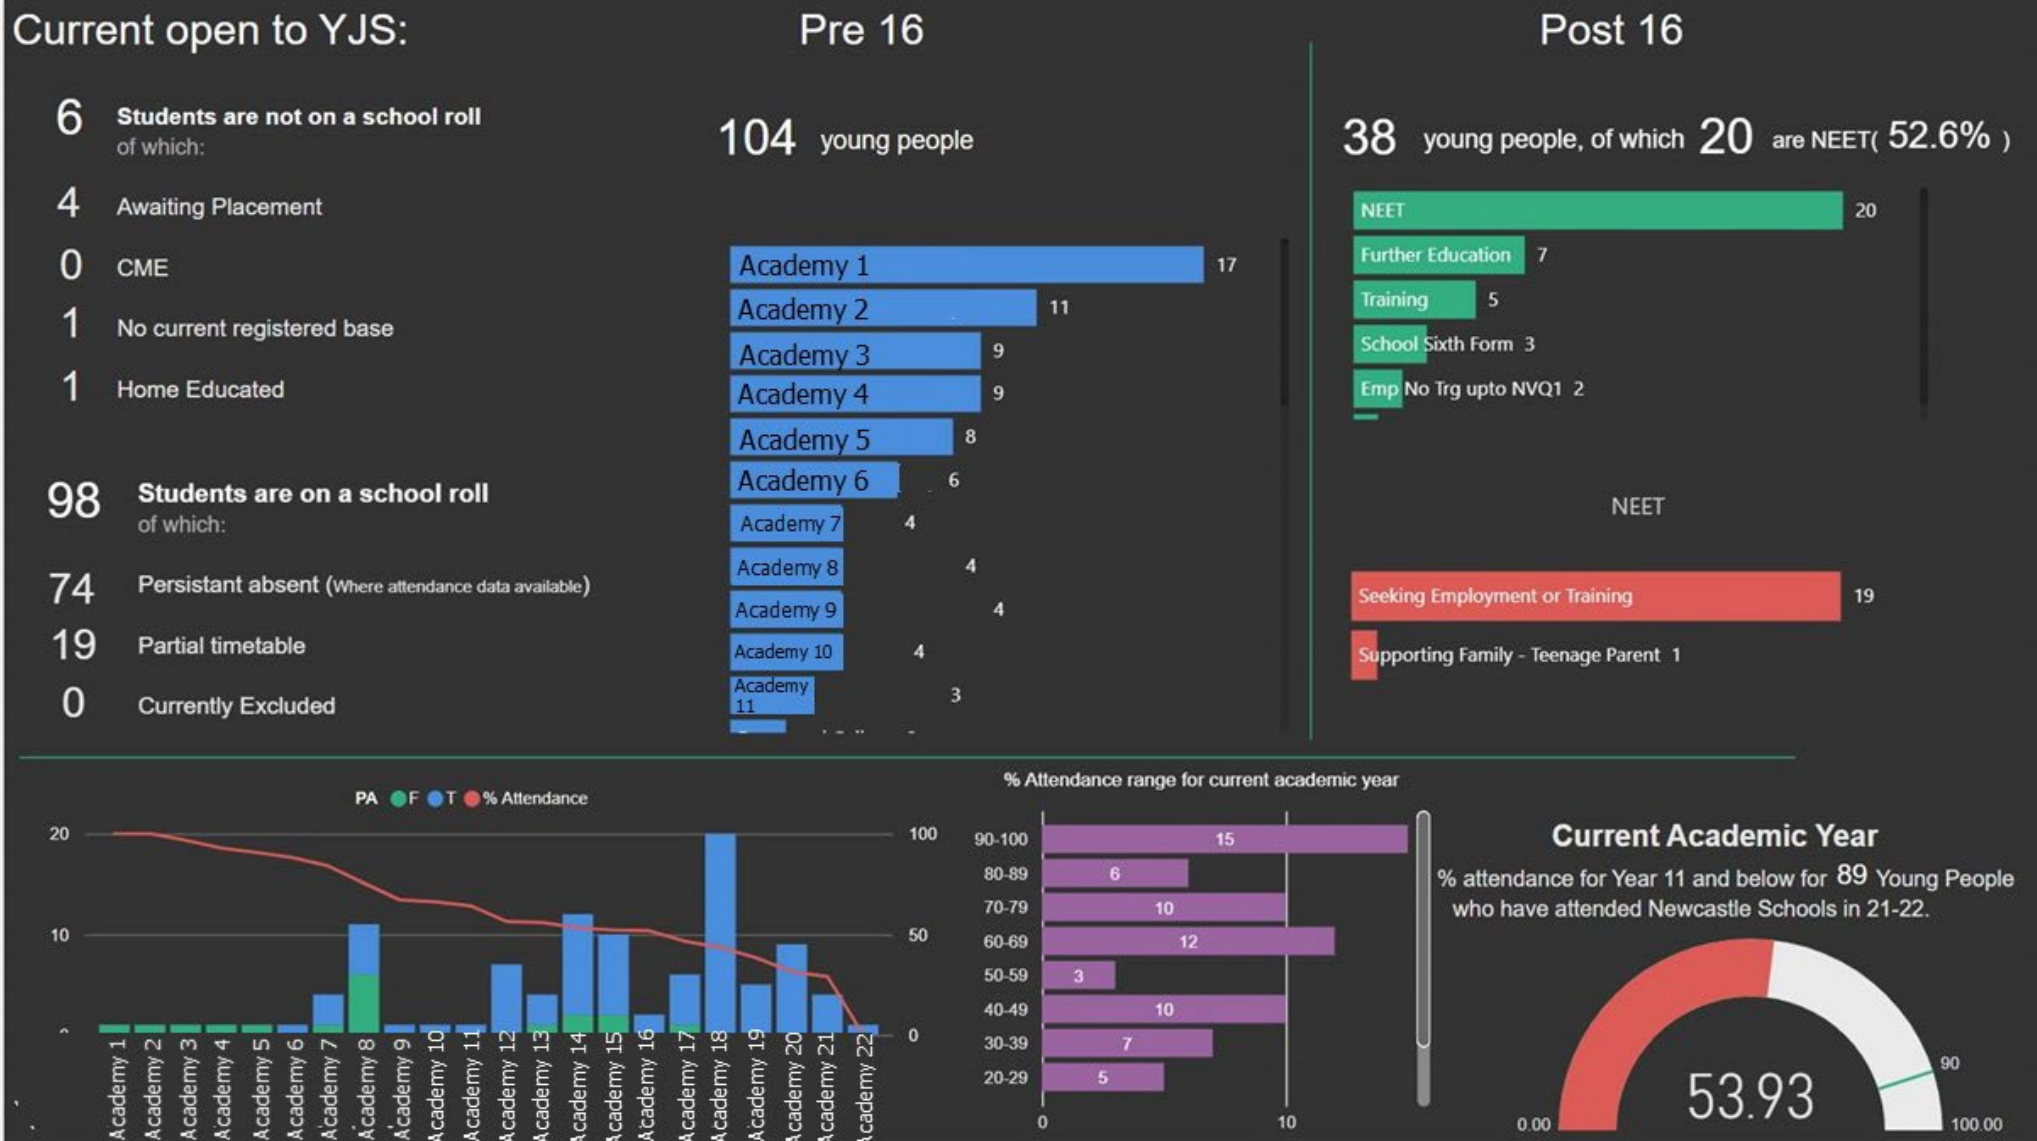 Current open to YJS:
6 Students are not on a school roll
of which:
4 Awaiting Placement
0 CME
1 No current registered base
1 Home Educated
98 Students are on a school roll
of which:
74 Persistant absent (Where attendance data available)
19 Partial timetable
0 Currently Excluded
Pre 16
104 young people
Academy 1 17
Academy 2 11
Academy 3 9
Academy 4 9
Academy 5 8
Academy 6 6
Academy 7 4
Academy 8 4
Academy 9 4
Academy 10 4
Academy
11 3
Post 16
38 young people, of which 20 are NEET( 52.6% )
NEET 20
Further Education 7
Training 5
School Sixth Form 3
Emp No Trg upto NVQ1 2
NEET
Seeking Employment or Training 19
Supporting Family - Teenage Parent 1
PA F T % Attendance
20 100
10 50
0
Academy 1
Academy 2
Academy 3
Academy 4
Academy 5
Academy 6
Academy 7
Academy 8
Academy 9
Academy 10
Academy 11
Academy 12
Academy 13
Academy 14
Academy 15
Academy 16
Academy 17
Academy 18
Academy 19
Academy 20
Academy 21
Academy 22
% Attendance range for current academic year
90-100 15
80-89 6
70-79 10
60-69 12
50-59 3
40-49 10
30-39 7
20-29 5
0 10
Current Academic Year
% attendance for Year 11 and below for 89 Young People
who have attended Newcastle Schools in 21-22.
90
53.93
0.00 100.00